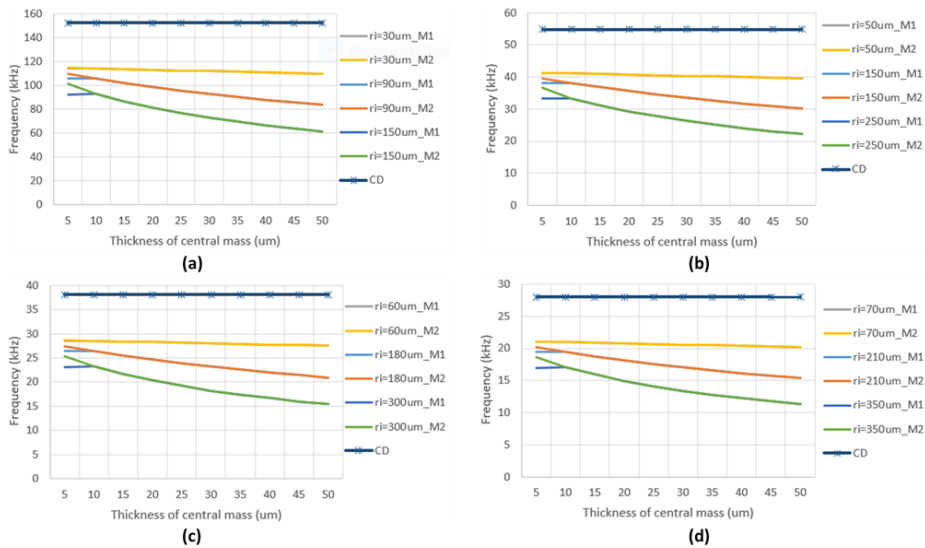 160
140
120
100
80
60
40
20
0
Frequency (kHz)
5 10 15 20 25 30 35 40 45 50
Thickness of central mass (um)
ri=30um_M1
ri=30um_M2
ri=90um_M1
ri=90um_M2
ri=150um_M1
ri=150um_M2
CD
(a)
60
50
40
30
20
10
0
Frequency (kHz)
5 10 15 20 25 30 35 40 45 50
Thickness of central mass (um)
ri=50um_M1
ri=50um_M2
ri=150um_M1
ri=150um_M2
ri=250um_M1
ri=250um_M2
CD
(b)
40
35
30
25
20
15
10
5
0
Frequency (kHz)
5 10 15 20 25 30 35 40 45 50
Thickness of central mass (um)
ri=60um_M1
ri=60um_M2
ri=180um_M1
ri=180um_M2
ri=300um_M1
ri=300um_M2
CD
(c)
30
25
20
15
10
5
0
Frequency (kHz)
5 10 15 20 25 30 35 40 45 50
Thickness of central mass (um)
ri=70um_M1
ri=70um_M2
ri=210um_M1
ri=210um_M2
ri=350um_M1
ri=350um_M2
CD
(d)